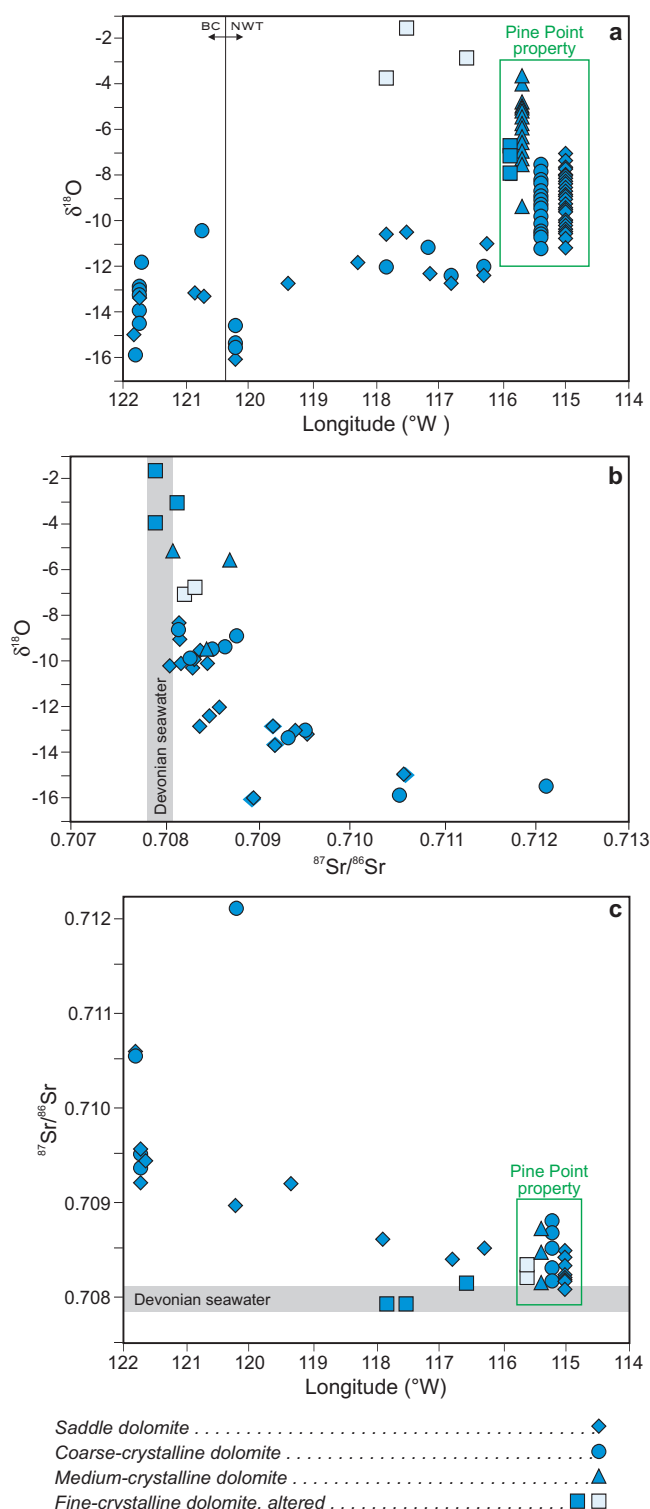 BC NWT
a
Pine Point
property
-2
-4
-6
-8
-10
-12
-14
-16
δ18O
122 121 120 119 118 117 116 115 114
Longitude (°W )
b
-2
-4
-6
-8
-10
-12
-14
-16
δ18O
Devonian seawater
0.707 0.708 0.709 0.710 0.711 0.712 0.713
87Sr/86Sr
c
0.712
0.711
0.710
0.709
0.708
87Sr/86Sr
Pine Point
property
Devonian seawater
122 121 120 119 118 117 116 115 114
Longitude (°W)
Saddle dolomite . . . . . . . . . . . . . . . . . . . . . . . . . . . . . . . . . . . . . . . .
Coarse-crystalline dolomite . . . . . . . . . . . . . . . . . . . . . . . . . . . . . . .
Medium-crystalline dolomite . . . . . . . . . . . . . . . . . . . . . . . . . . . . . .
Fine-crystalline dolomite, altered . . . . . . . . . . . . . . . . . . . . . . . . .